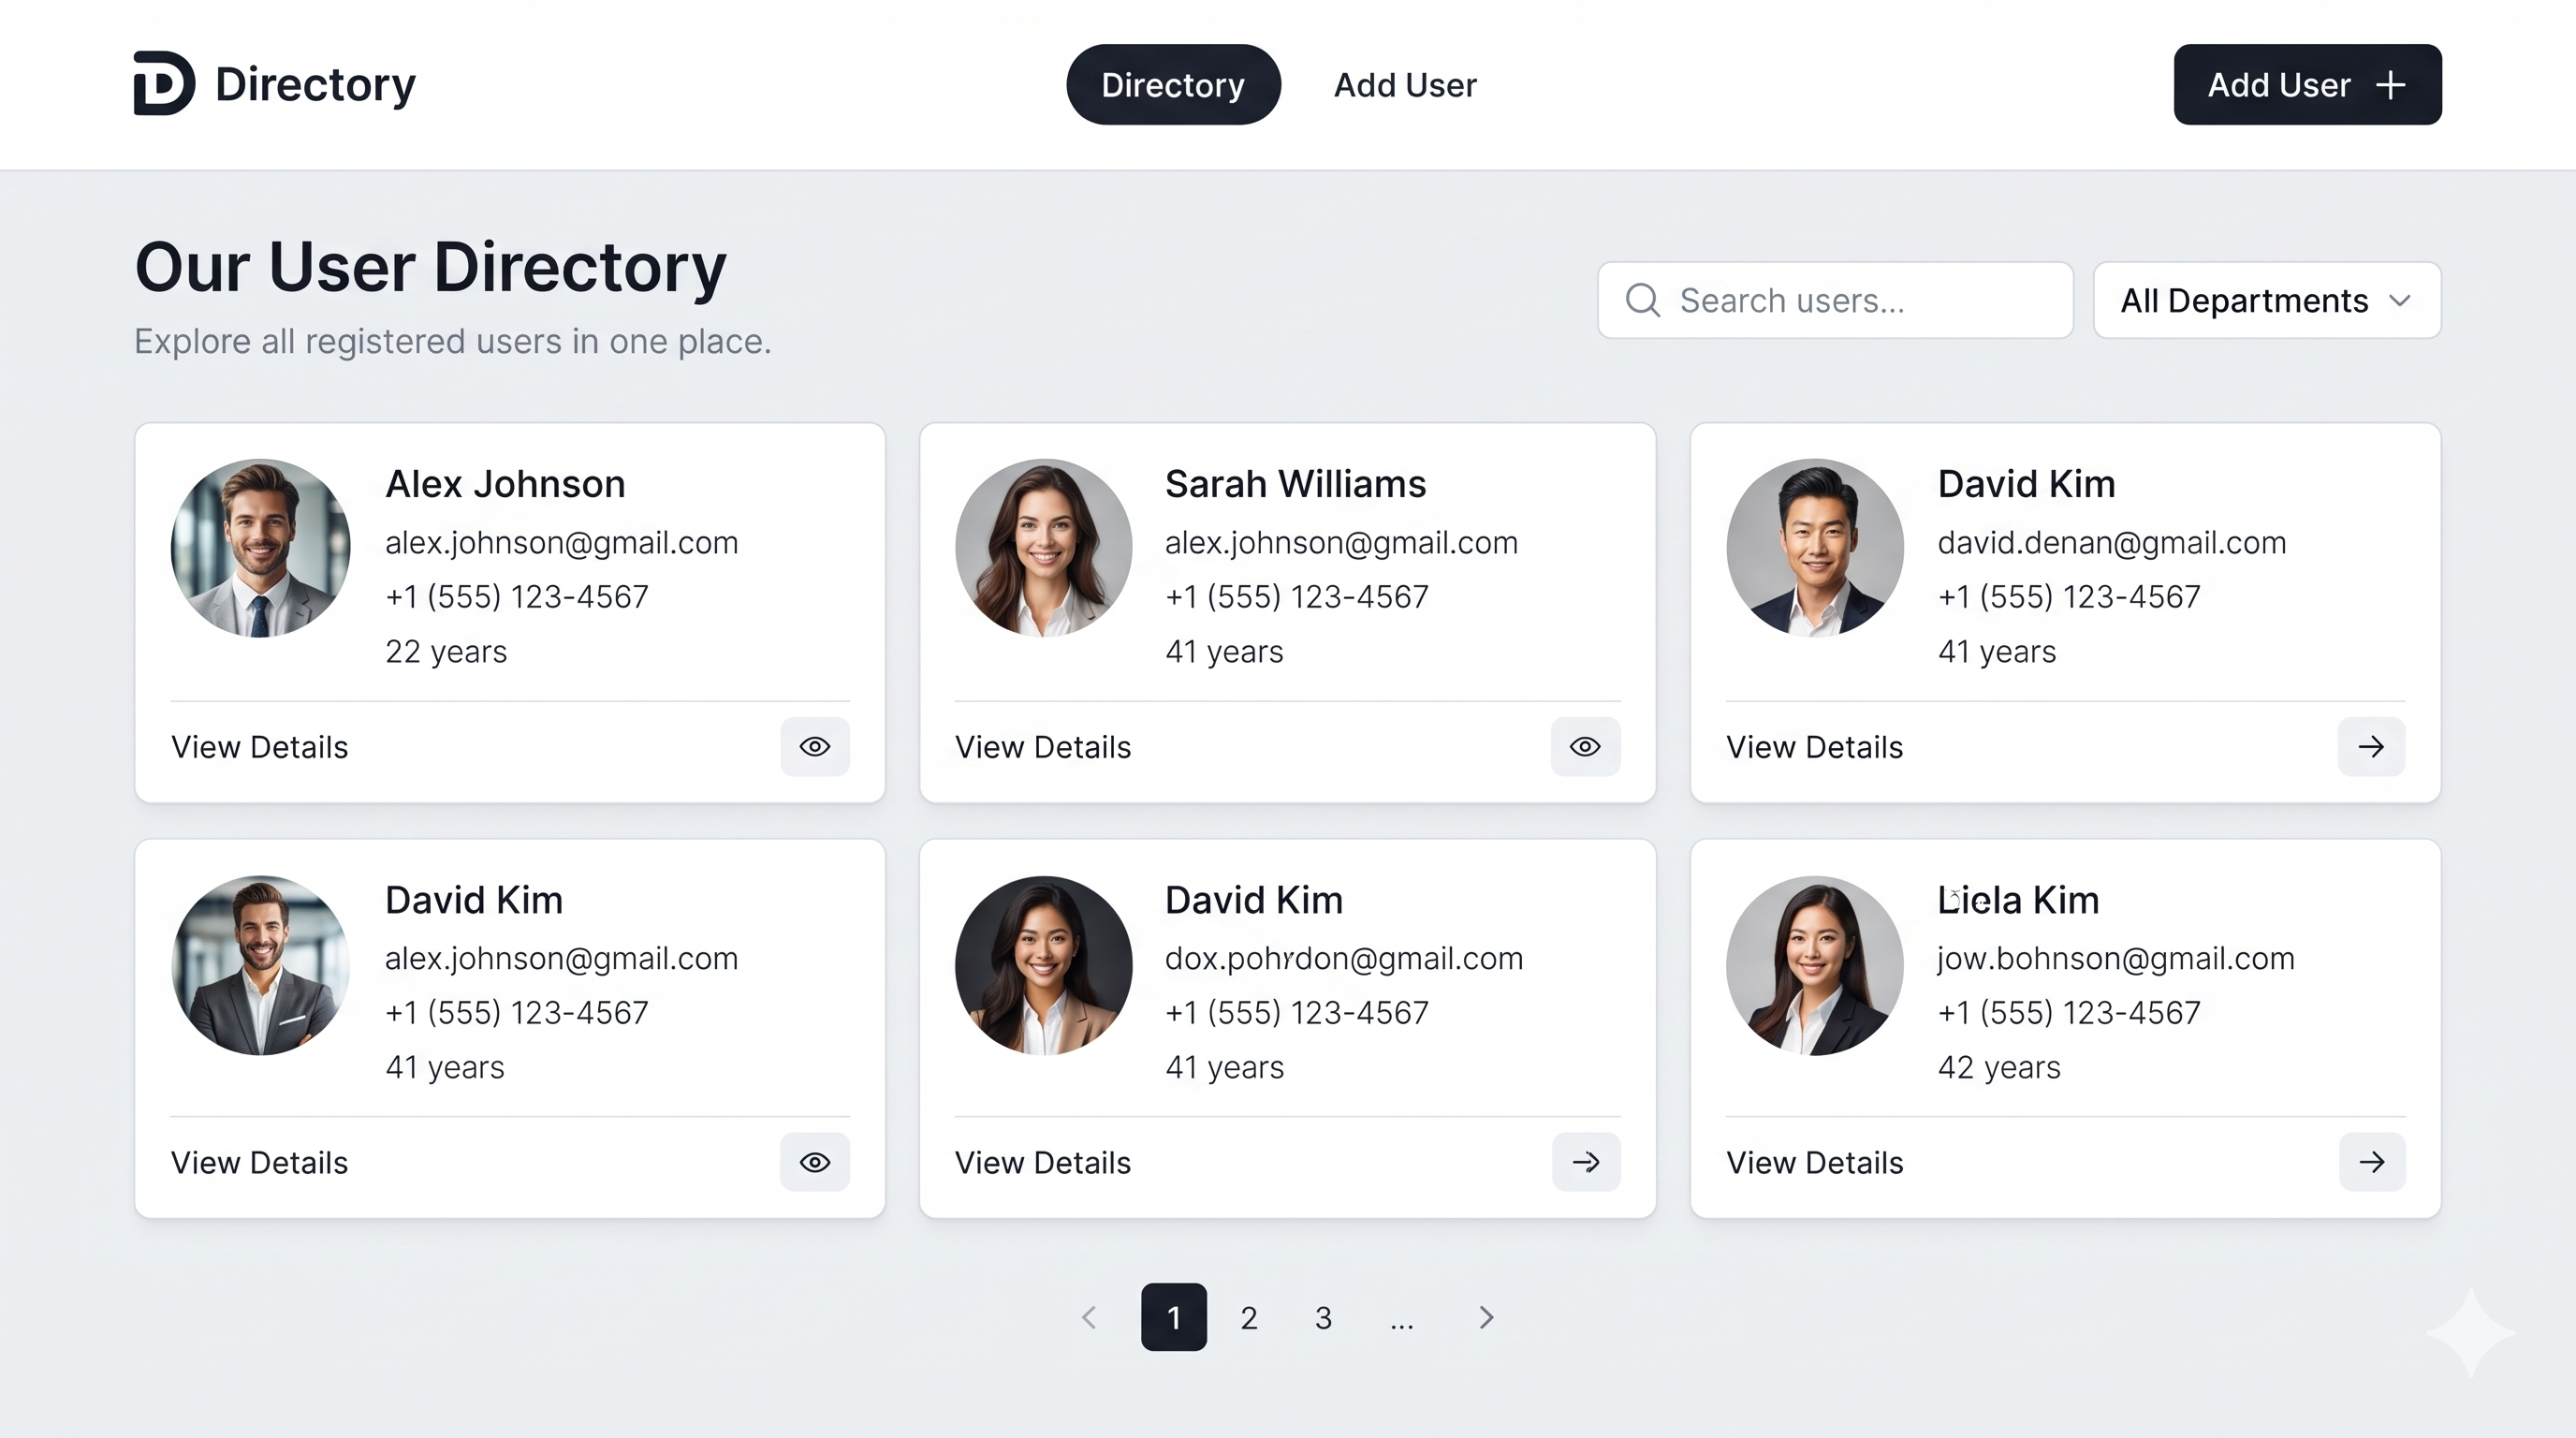 Directory
Directory
Add User
Add User
Our User Directory
Explore all registered users in one place.
Search users...
All Departments
Alex Johnson
alex.johnson@gmail.com
+1 (555) 123-4567
22 years
View Details
Sarah Williams
alex.johnson@gmail.com
+1 (555) 123-4567
41 years
View Details
David Kim
david.denan@gmail.com
+1 (555) 123-4567
41 years
View Details
David Kim
alex.johnson@gmail.com
+1 (555) 123-4567
41 years
View Details
David Kim
dox.pohrdon@gmail.com
+1 (555) 123-4567
41 years
View Details
Kim
jow.bohnson@gmail.com
+1 (555) 123-4567
42 years
View Details
1 2 3 ...